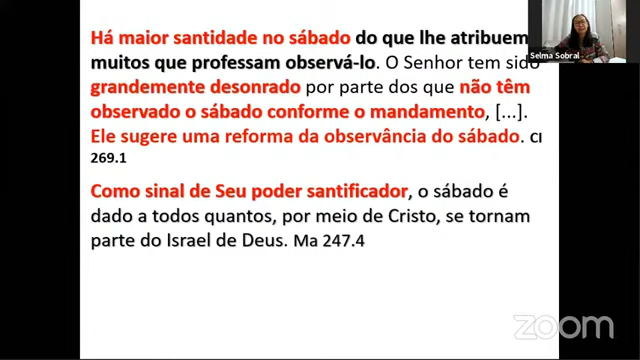 Há maior santidade no sábado do que lhe atribuem
muitos que professam observá-lo. O Senhor tem sido
grandemente desonrado por parte dos que não têm
observado o sábado conforme o mandamento, [...].
Ele sugere uma reforma da observância do sábado. CI
269.1
Como sinal de Seu poder santificador, o sábado é
dado a todos quantos, por meio de Cristo, se tornam
parte do Israel de Deus. Ma 247.4
Selma Sobral
zoom